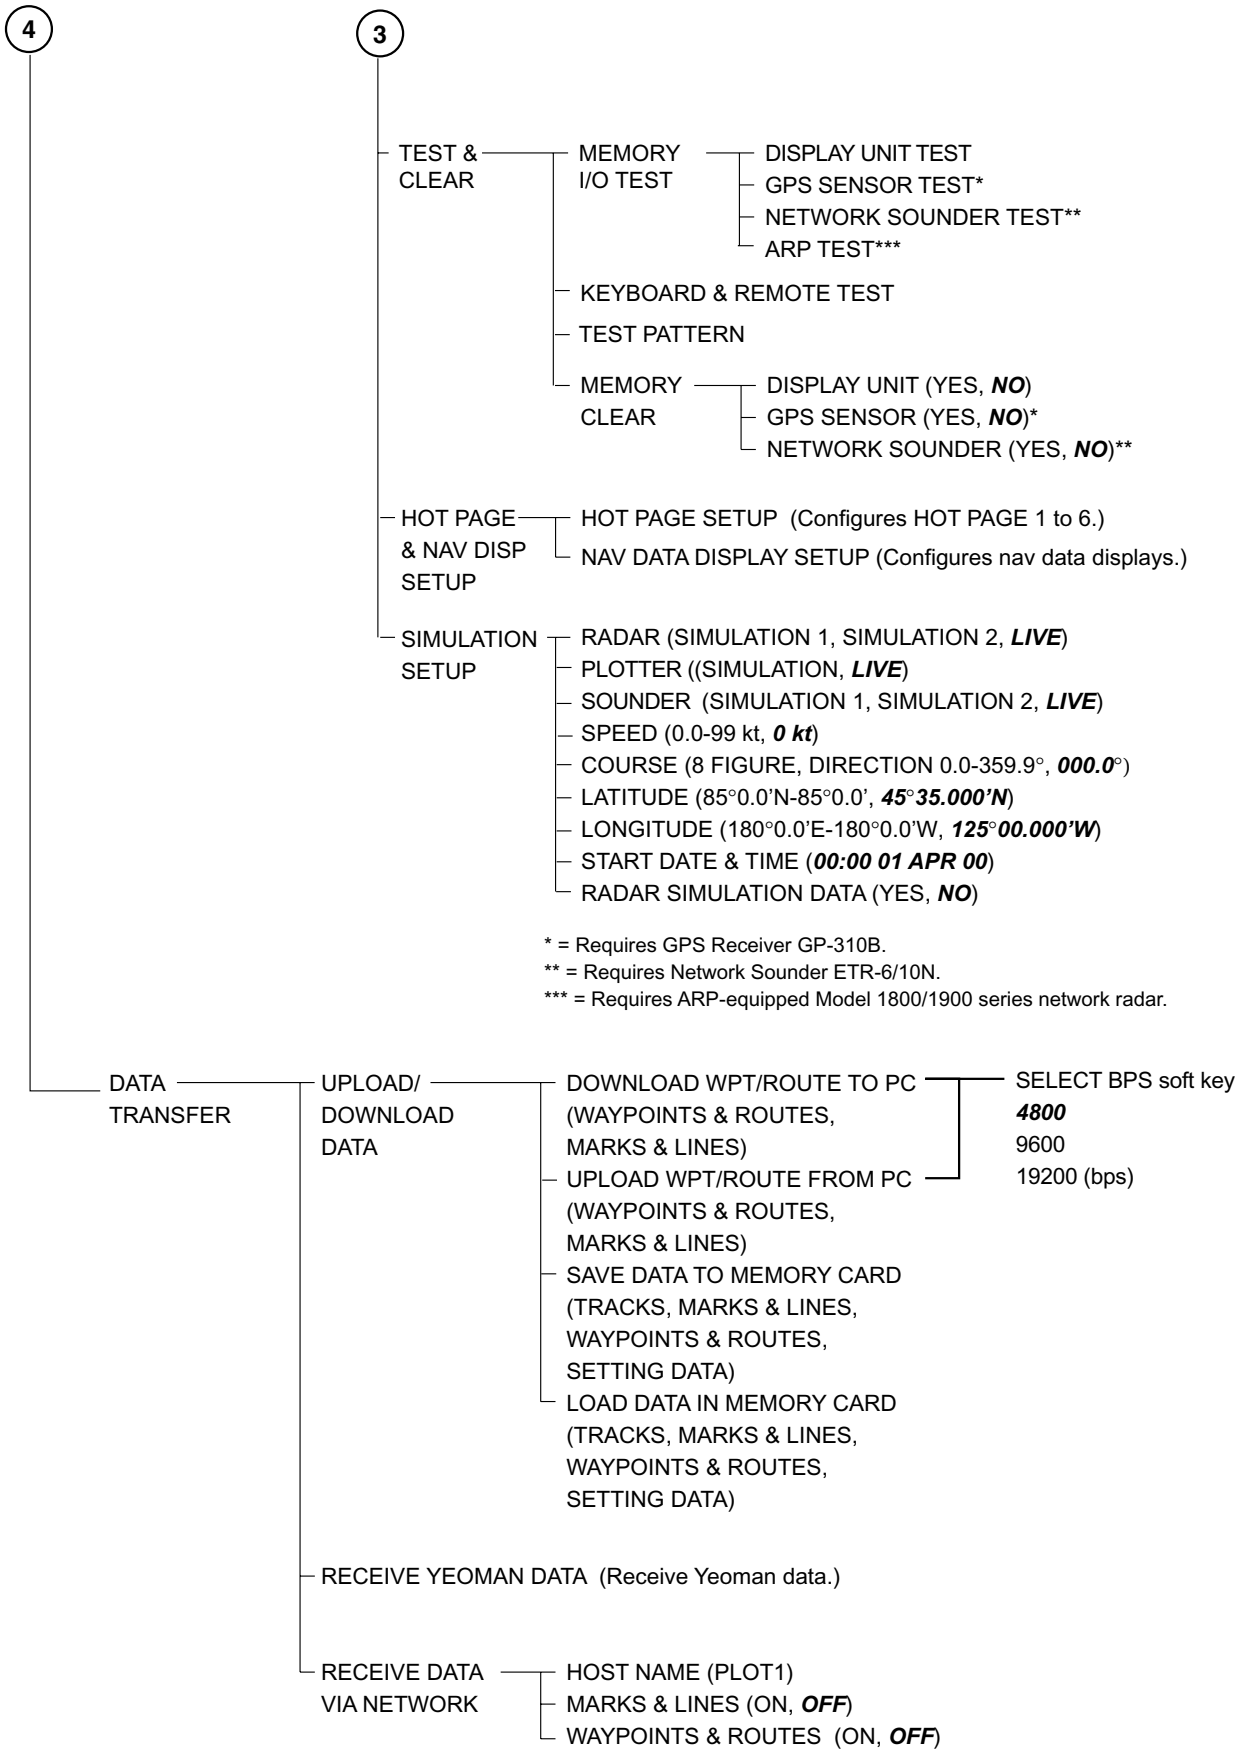 4
3
TEST &
CLEAR
MEMORY
I/O TEST
DISPLAY UNIT TEST
GPS SENSOR TEST*
NETWORK SOUNDER TEST**
ARP TEST***
KEYBOARD & REMOTE TEST
TEST PATTERN
MEMORY
CLEAR
DISPLAY UNIT (YES, NO)
GPS SENSOR (YES, NO)*
NETWORK SOUNDER (YES, NO)**
HOT PAGE
& NAV DISP
SETUP
HOT PAGE SETUP (Configures HOT PAGE 1 to 6.)
NAV DATA DISPLAY SETUP (Configures nav data displays.)
SIMULATION
SETUP
RADAR (SIMULATION 1, SIMULATION 2, LIVE)
PLOTTER ((SIMULATION, LIVE)
SOUNDER (SIMULATION 1, SIMULATION 2, LIVE)
SPEED (0.0-99 kt, 0 kt)
COURSE (8 FIGURE, DIRECTION 0.0-359.9°, 000.0°)
LATITUDE (85°0.0’N-85°0.0’, 45°35.000’N)
LONGITUDE (180°0.0’E-180°0.0’W, 125°00.000’W)
START DATE & TIME (00:00 01 APR 00)
RADAR SIMULATION DATA (YES, NO)
* = Requires GPS Receiver GP-310B.
** = Requires Network Sounder ETR-6/10N.
*** = Requires ARP-equipped Model 1800/1900 series network radar.
DATA
TRANSFER
UPLOAD/
DOWNLOAD
DATA
DOWNLOAD WPT/ROUTE TO PC
(WAYPOINTS & ROUTES,
MARKS & LINES)
UPLOAD WPT/ROUTE FROM PC
(WAYPOINTS & ROUTES,
MARKS & LINES)
SELECT BPS soft key
4800
9600
19200 (bps)
SAVE DATA TO MEMORY CARD
(TRACKS, MARKS & LINES,
WAYPOINTS & ROUTES,
SETTING DATA)
LOAD DATA IN MEMORY CARD
(TRACKS, MARKS & LINES,
WAYPOINTS & ROUTES,
SETTING DATA)
RECEIVE YEOMAN DATA (Receive Yeoman data.)
RECEIVE DATA
VIA NETWORK
HOST NAME (PLOT1)
MARKS & LINES (ON, OFF)
WAYPOINTS & ROUTES (ON, OFF)